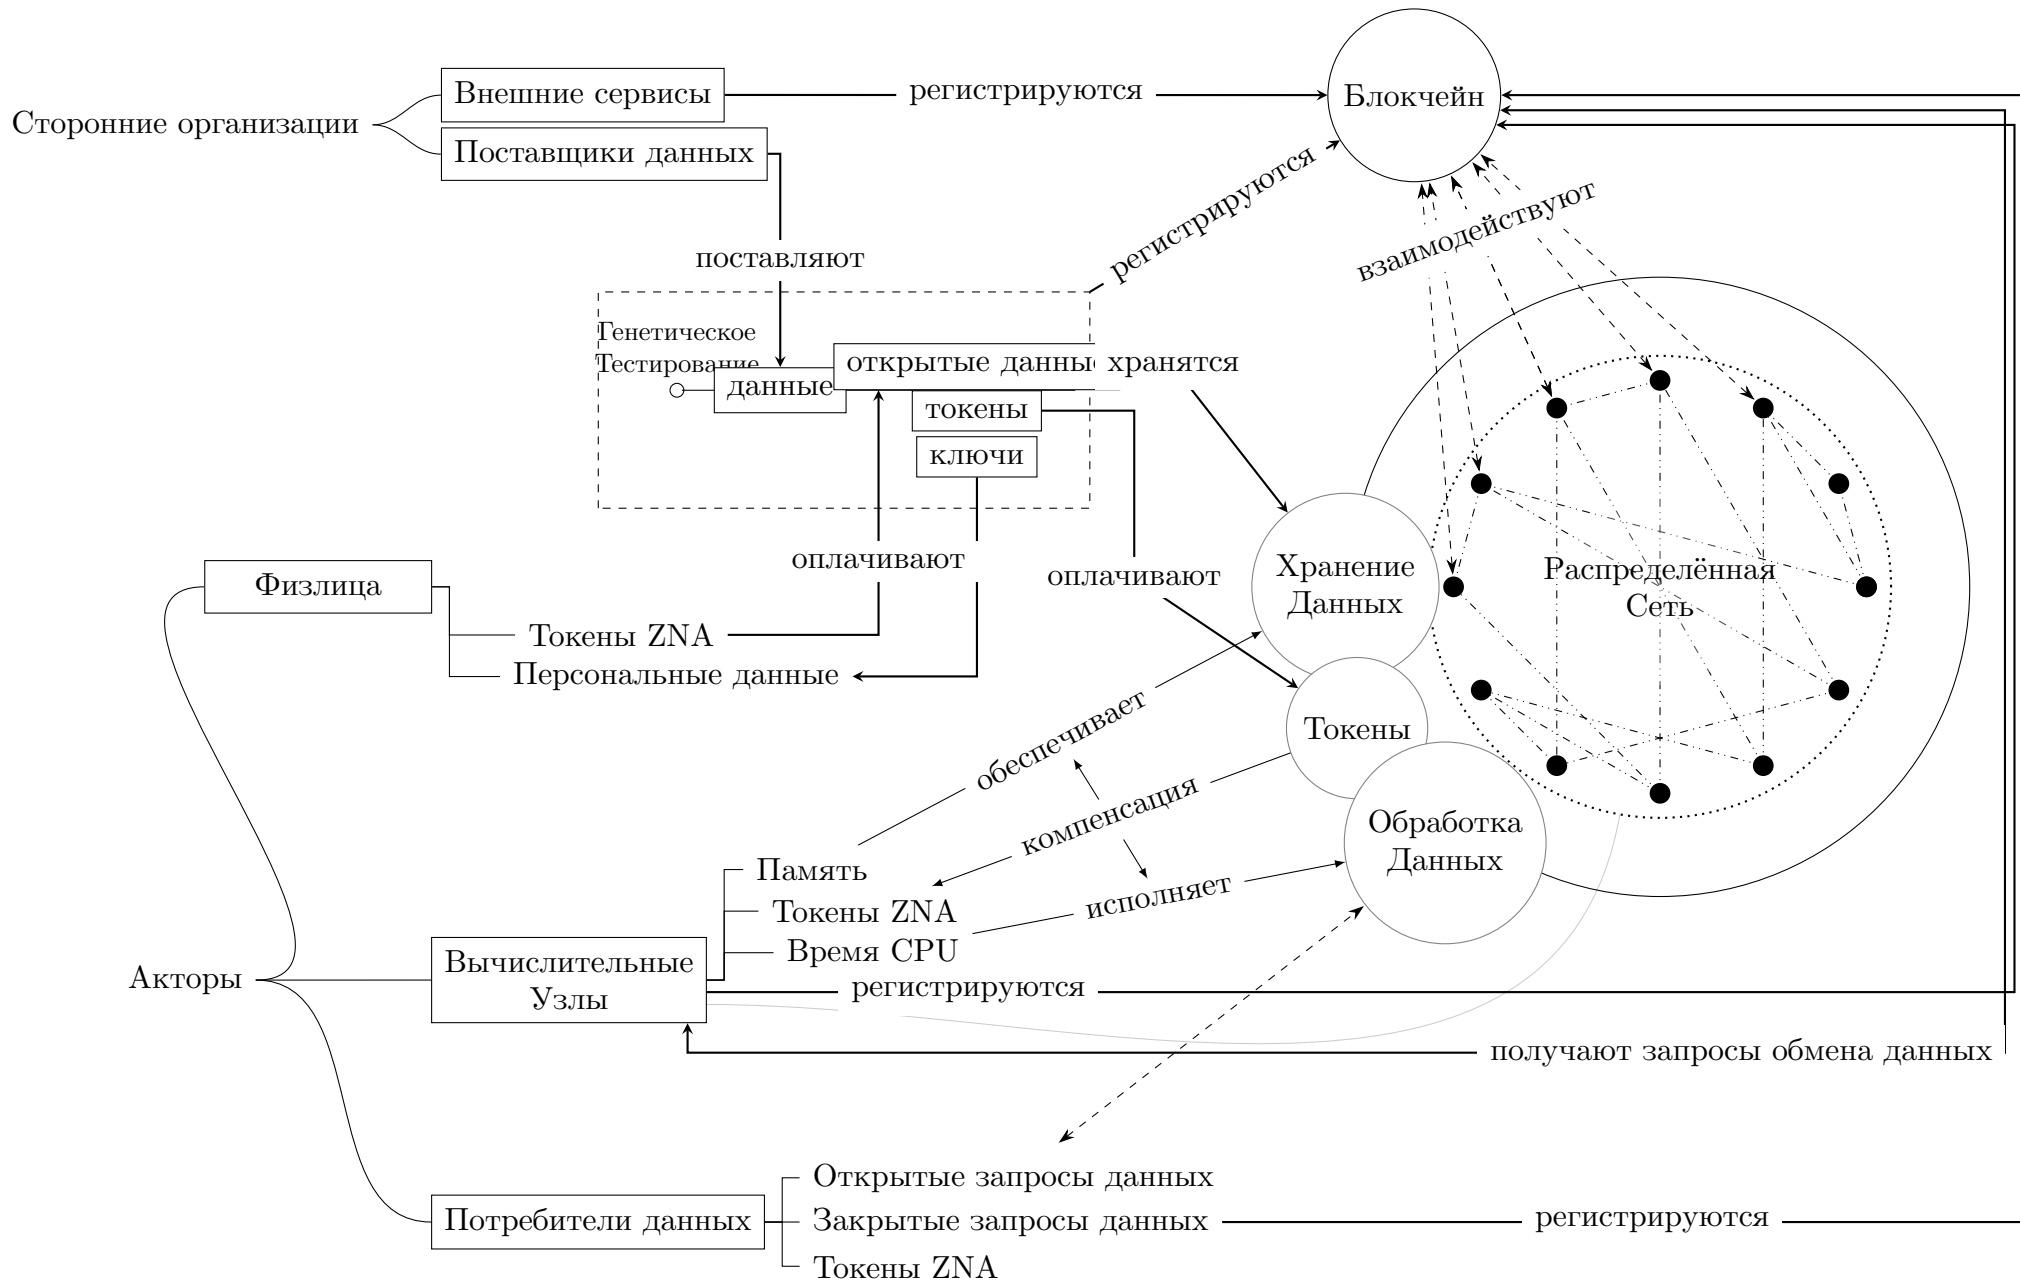 Внешние сервисы
регистрируются
Блокчейн
Сторонние организации
Поставщики данных
регистрируются
взаимодействуют
поставляют
Генетическое
Тестирование
данные
открытые данны
хранятся
токены
ключи
оплачивают
оплачивают
Хранение
Данных
Распределённая
Сеть
Физлица
Токены ZNA
Персональные данные
обеспечивает
Токены
компенсация
Обработка
Данных
Память
Токены ZNA
исполняет
Время CPU
Акторы
Вычислительные
Узлы
регистрируются
получают запросы обмена данных
Открытые запросы данных
Потребители данных
Закрытые запросы данных
регистрируются
Токены ZNA